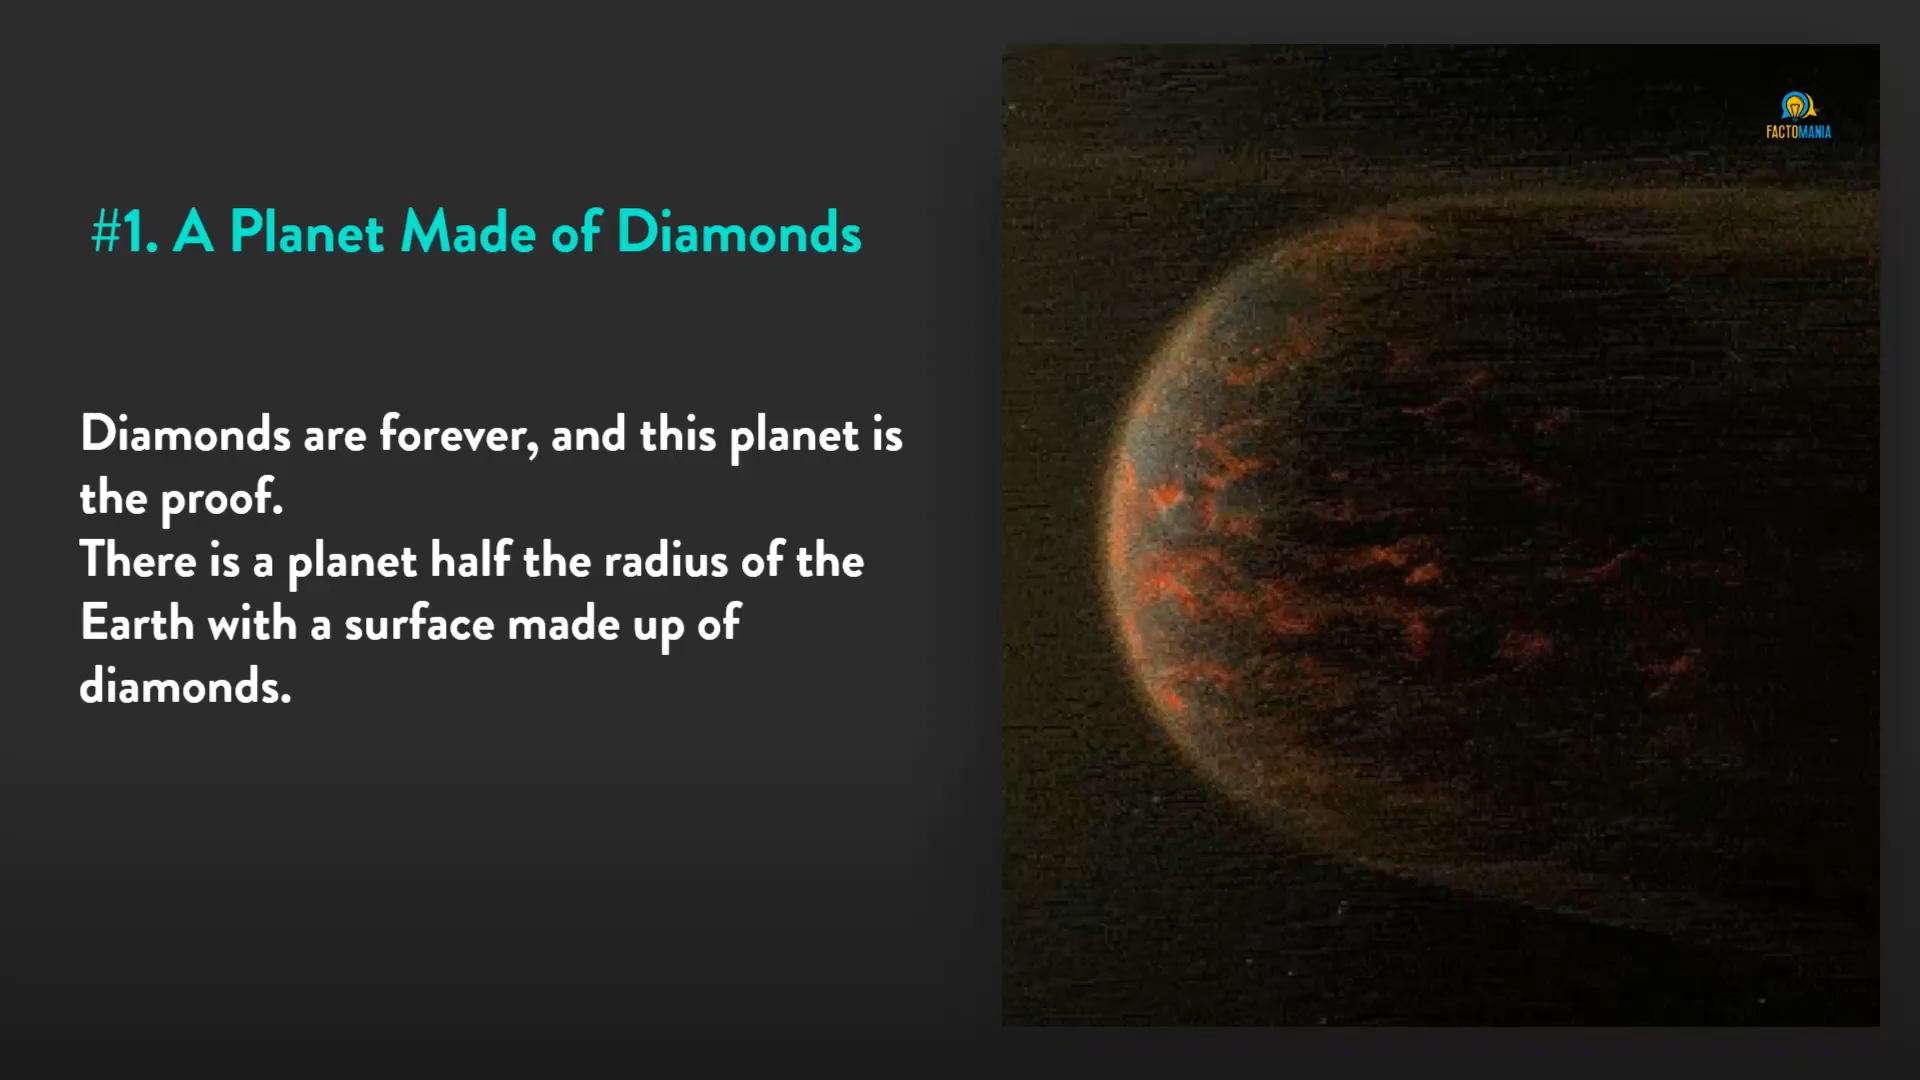 FACTOMANIA
#1. A Planet Made of Diamonds
Diamonds are forever, and this planet is
the proof.
There is a planet half the radius of the
Earth with a surface made up of
diamonds.